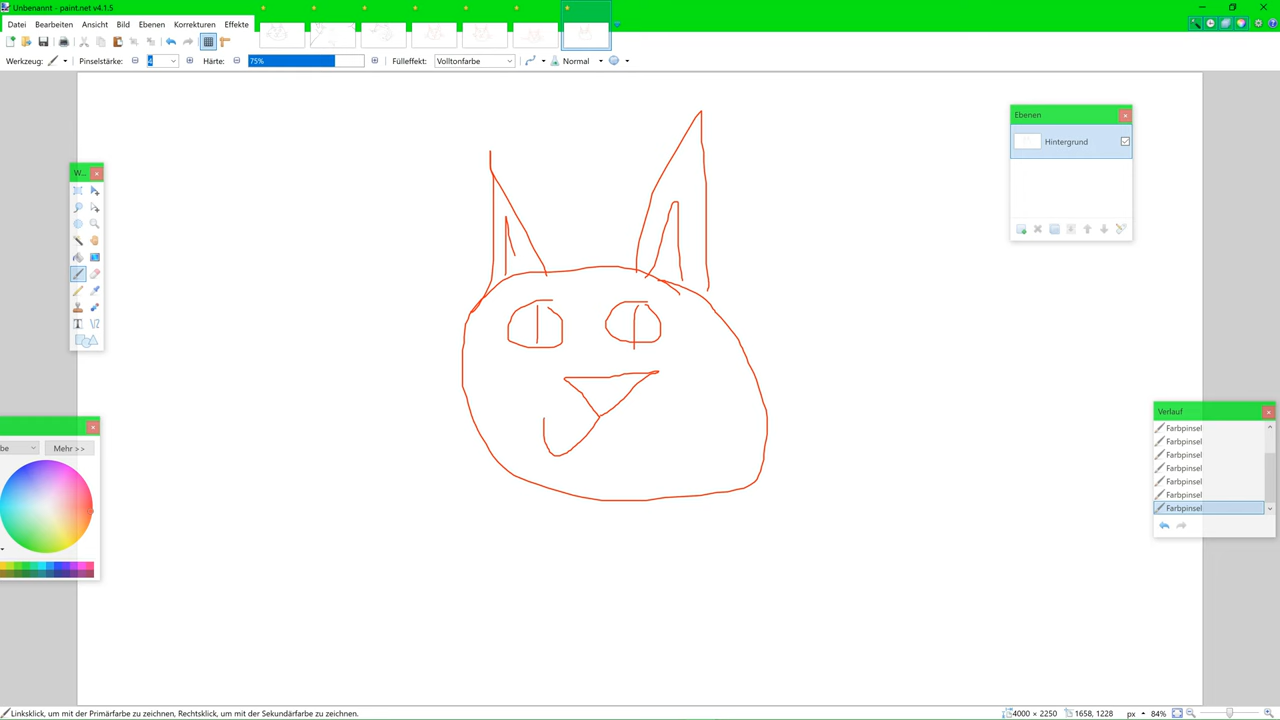 Unbenannt - paint.net v4.1.5
Datei Bearbeiten Ansicht Bild Ebenen Korrekturen Effekte
Werkzeug: Pinselstärke: 4 Härte: 75% Fülleffekt: Volltonfarbe Normal
Ebenen
Hintergrund
W...
be Mehr >>
Verlauf
Farbpinsel
Farbpinsel
Farbpinsel
Farbpinsel
Farbpinsel
Farbpinsel
Farbpinsel
Linksklick, um mit der Primärfarbe zu zeichnen, Rechtsklick, um mit der Sekundärfarbe zu zeichnen. 4000 × 2250 1658, 1228 px 84%